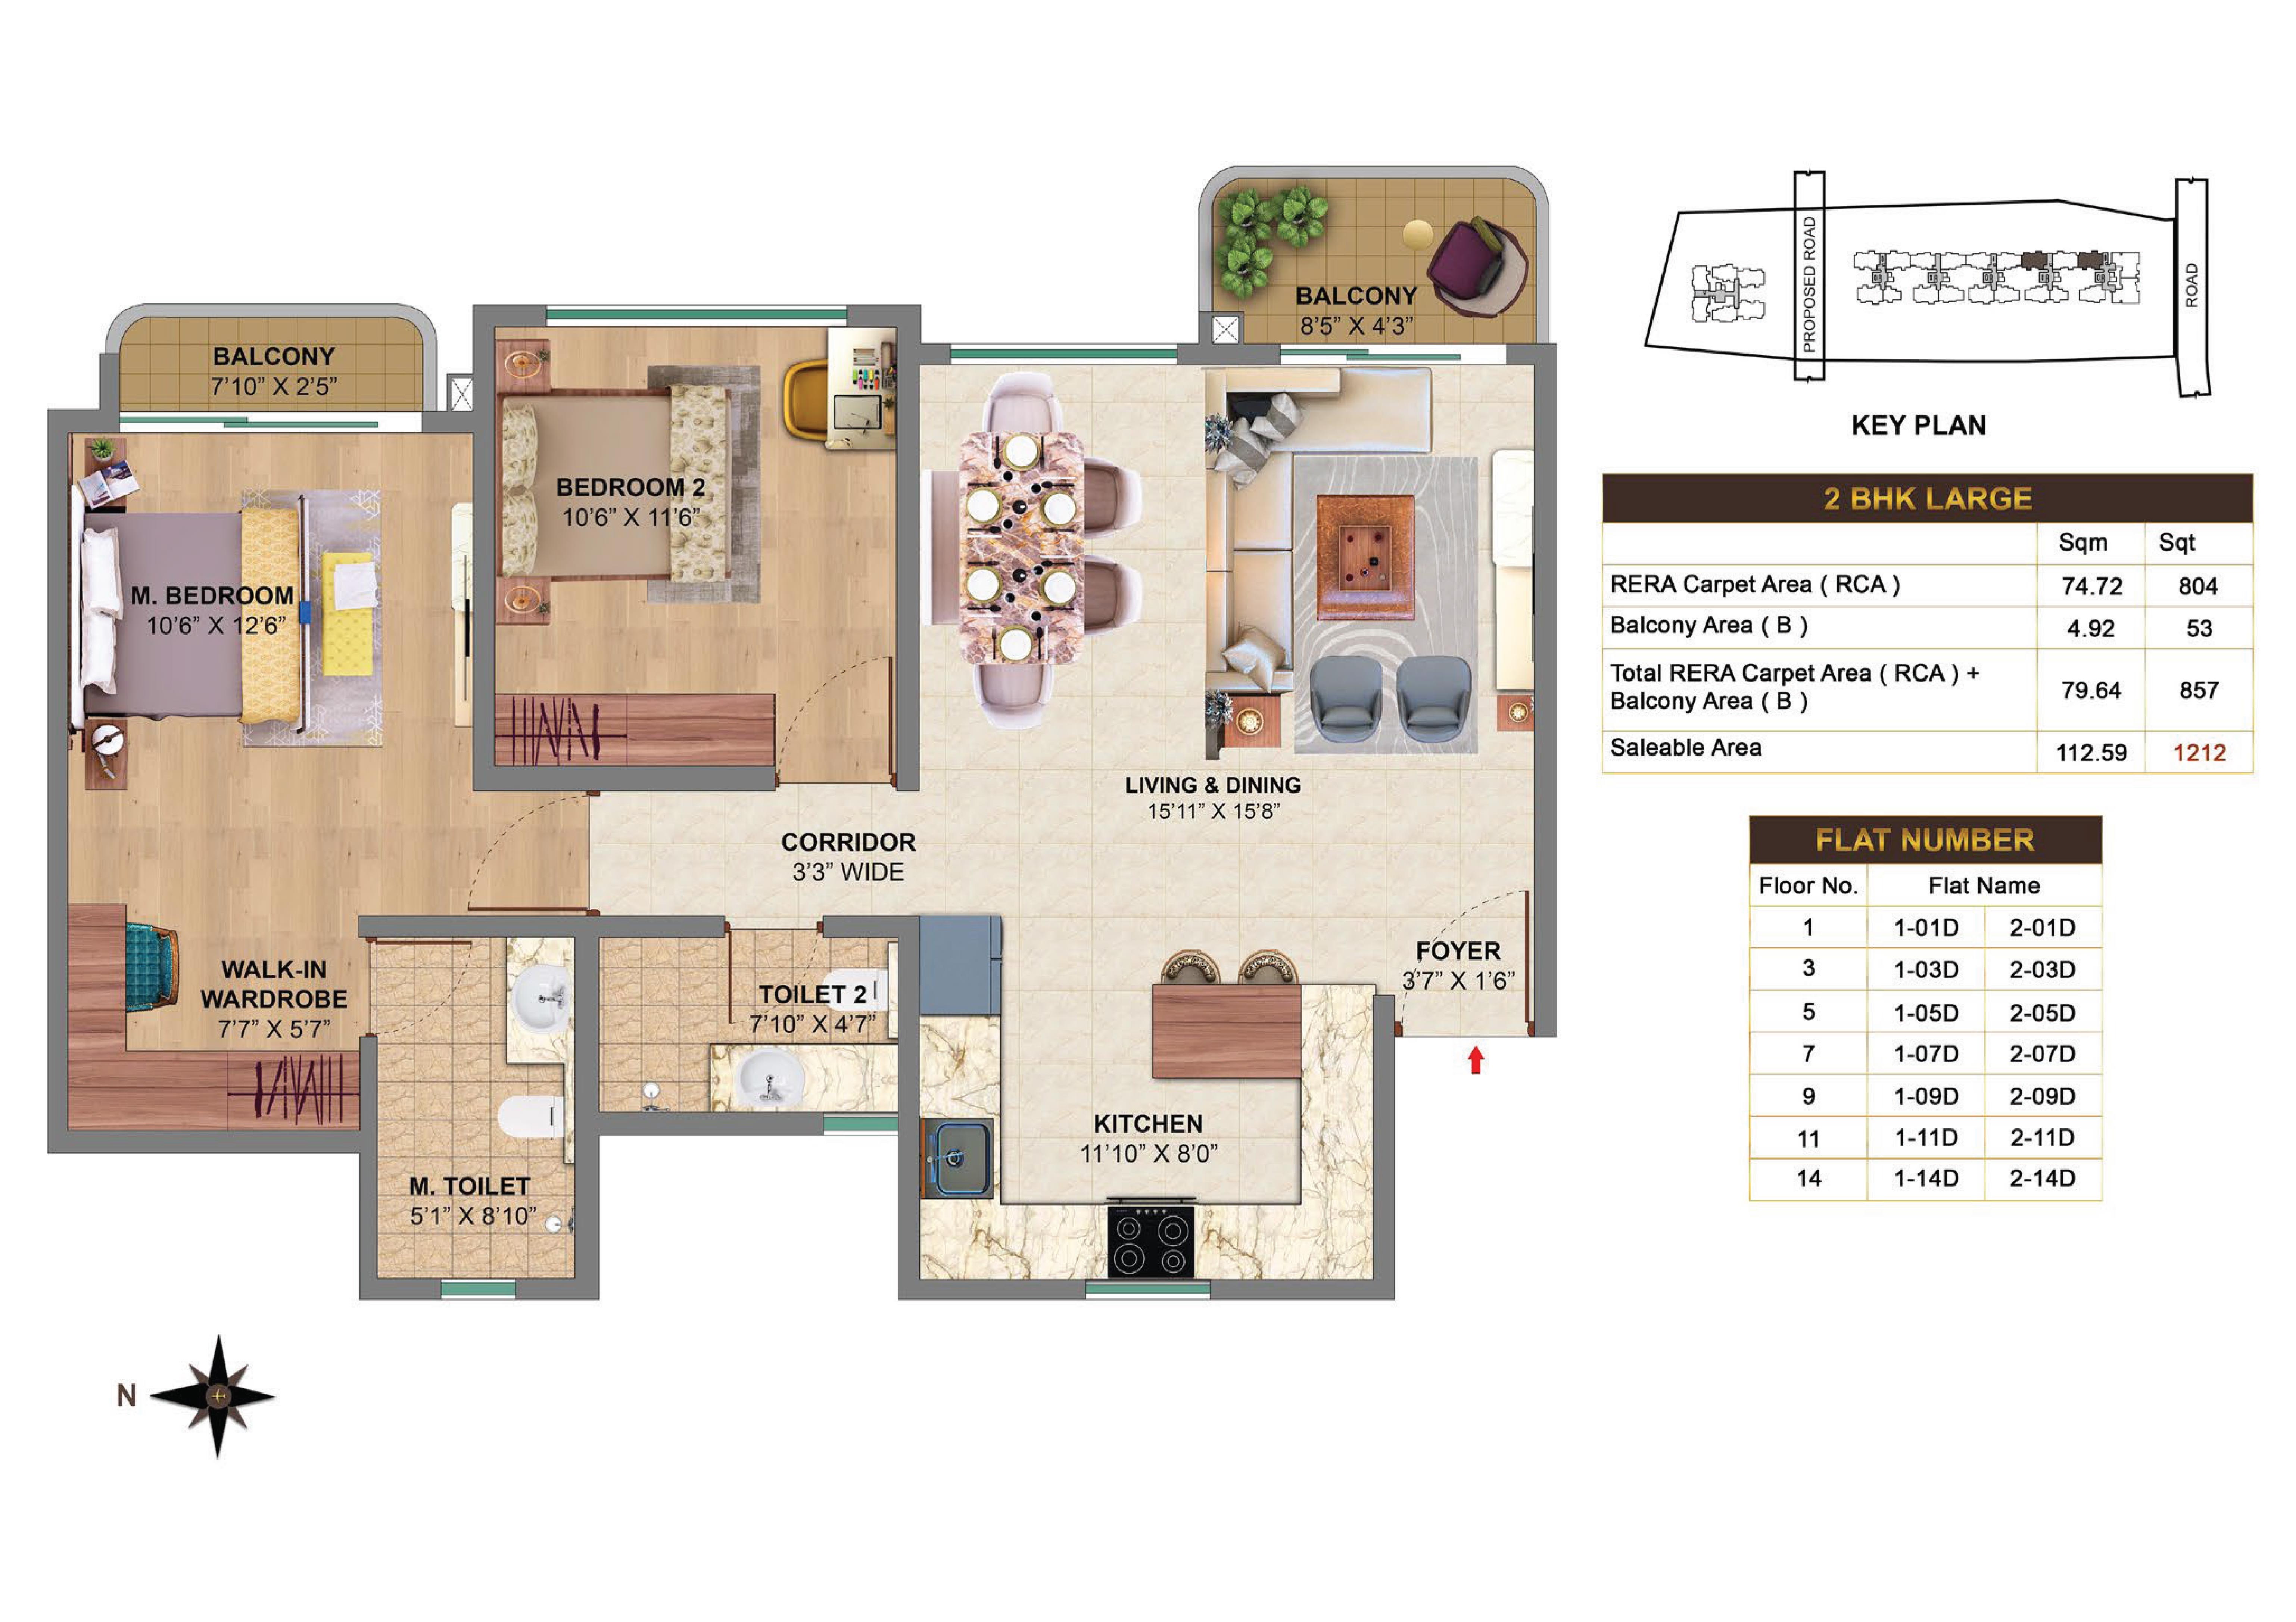 BALCONY
8’5” X 4’3”
BALCONY
7’10” X 2’5”
BEDROOM 2
10’6” X 11’6”
M. BEDROOM
10’6” X 12’6”
LIVING & DINING
15’11” X 15’8”
CORRIDOR
3’3” WIDE
FOYER
3’7” X 1’6”
WALK-IN
WARDROBE
7’7” X 5’7”
TOILET 2
7’10” X 4’7”
KITCHEN
11’10” X 8’0”
M. TOILET
5’1” X 8’10”
N
PROPOSED ROAD
ROAD
KEY PLAN
2 BHK LARGE
Sqm Sqt
RERA Carpet Area ( RCA ) 74.72 804
Balcony Area ( B ) 4.92 53
Total RERA Carpet Area ( RCA ) +
Balcony Area ( B ) 79.64 857
Saleable Area 112.59 1212
FLAT NUMBER
Floor No. Flat Name
1 1-01D 2-01D
3 1-03D 2-03D
5 1-05D 2-05D
7 1-07D 2-07D
9 1-09D 2-09D
11 1-11D 2-11D
14 1-14D 2-14D